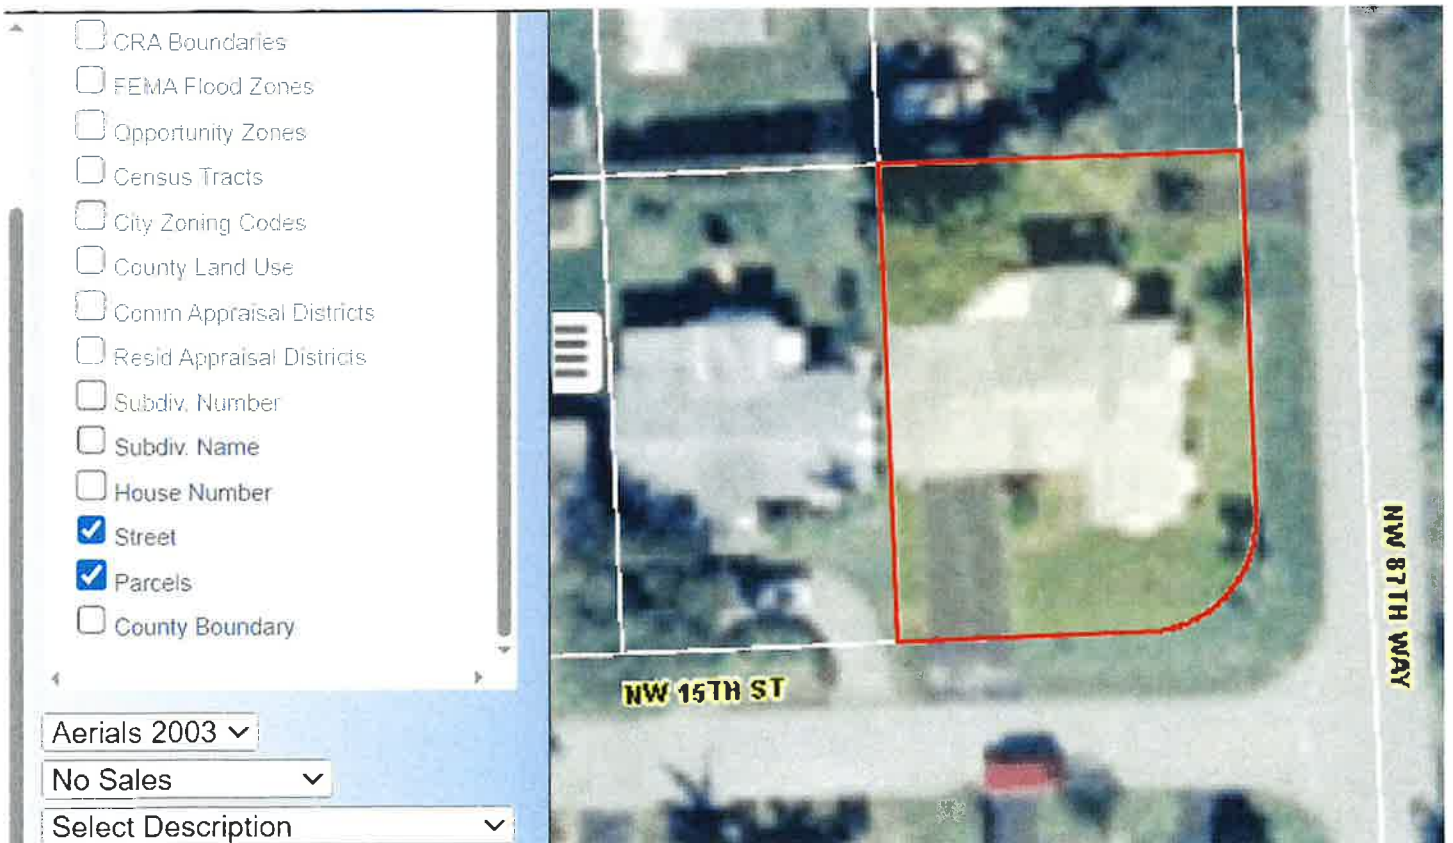 CRA Boundaries
FEMA Flood Zones
Opportunity Zones
Census Tracts
City Zoning Codes
County Land Use
Comm Appraisal Districts
Resid Appraisal Districts
Subdiv. Number
Subdiv. Name
House Number
Street
Parcels
County Boundary
Aerials 2003
No Sales
Select Description
NW 15TH ST
NW 87TH WAY